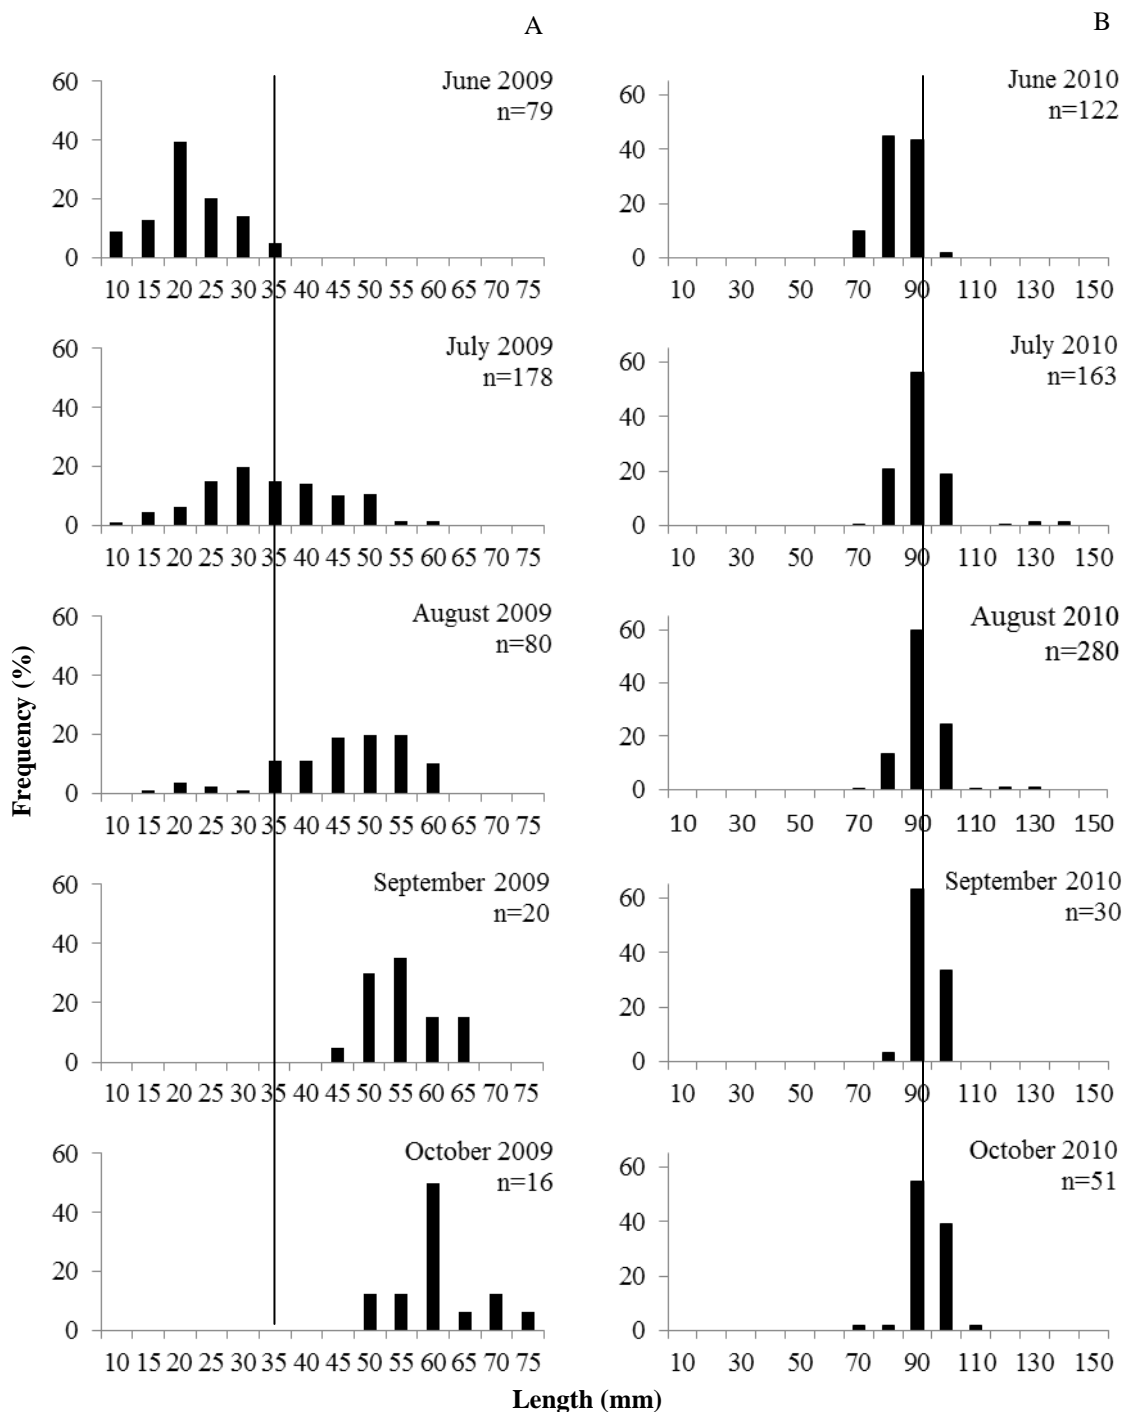 A
B
June 2009
n=79
60
40
20
0
10 15 20 25 30 35 40 45 50 55 60 65 70 75
June 2010
n=122
60
40
20
0
10 30 50 70 90 110 130 150
July 2009
n=178
60
40
20
0
10 15 20 25 30 35 40 45 50 55 60 65 70 75
July 2010
n=163
60
40
20
0
10 30 50 70 90 110 130 150
August 2009
n=80
60
40
20
0
10 15 20 25 30 35 40 45 50 55 60 65 70 75
August 2010
n=280
60
40
20
0
10 30 50 70 90 110 130 150
Frequency (%)
September 2009
n=20
60
40
20
0
10 15 20 25 30 35 40 45 50 55 60 65 70 75
September 2010
n=30
60
40
20
0
10 30 50 70 90 110 130 150
October 2009
n=16
60
40
20
0
10 15 20 25 30 35 40 45 50 55 60 65 70 75
October 2010
n=51
60
40
20
0
10 30 50 70 90 110 130 150
Length (mm)